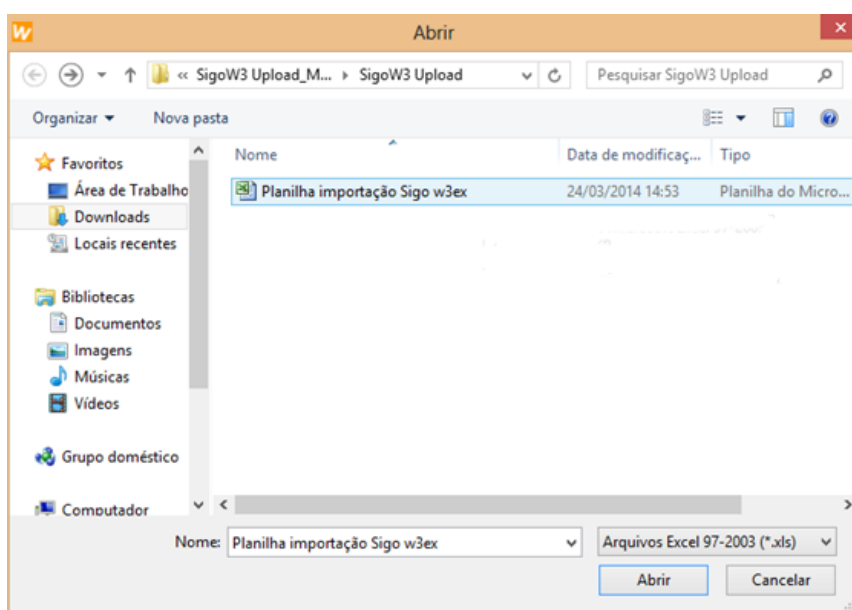 W
Abrir
« SigoW3 Upload_M... SigoW3 Upload
Pesquisar SigoW3 Upload
Organizar Nova pasta
Favoritos
Área de Trabalho
Downloads
Locais recentes
Bibliotecas
Documentos
Imagens
Músicas
Vídeos
Grupo doméstico
Computador
Nome Data de modificaç... Tipo
Planilha importação Sigo w3ex 24/03/2014 14:53 Planilha do Micro...
Nome: Planilha importação Sigo w3ex Arquivos Excel 97-2003 (*.xls)
Abrir Cancelar